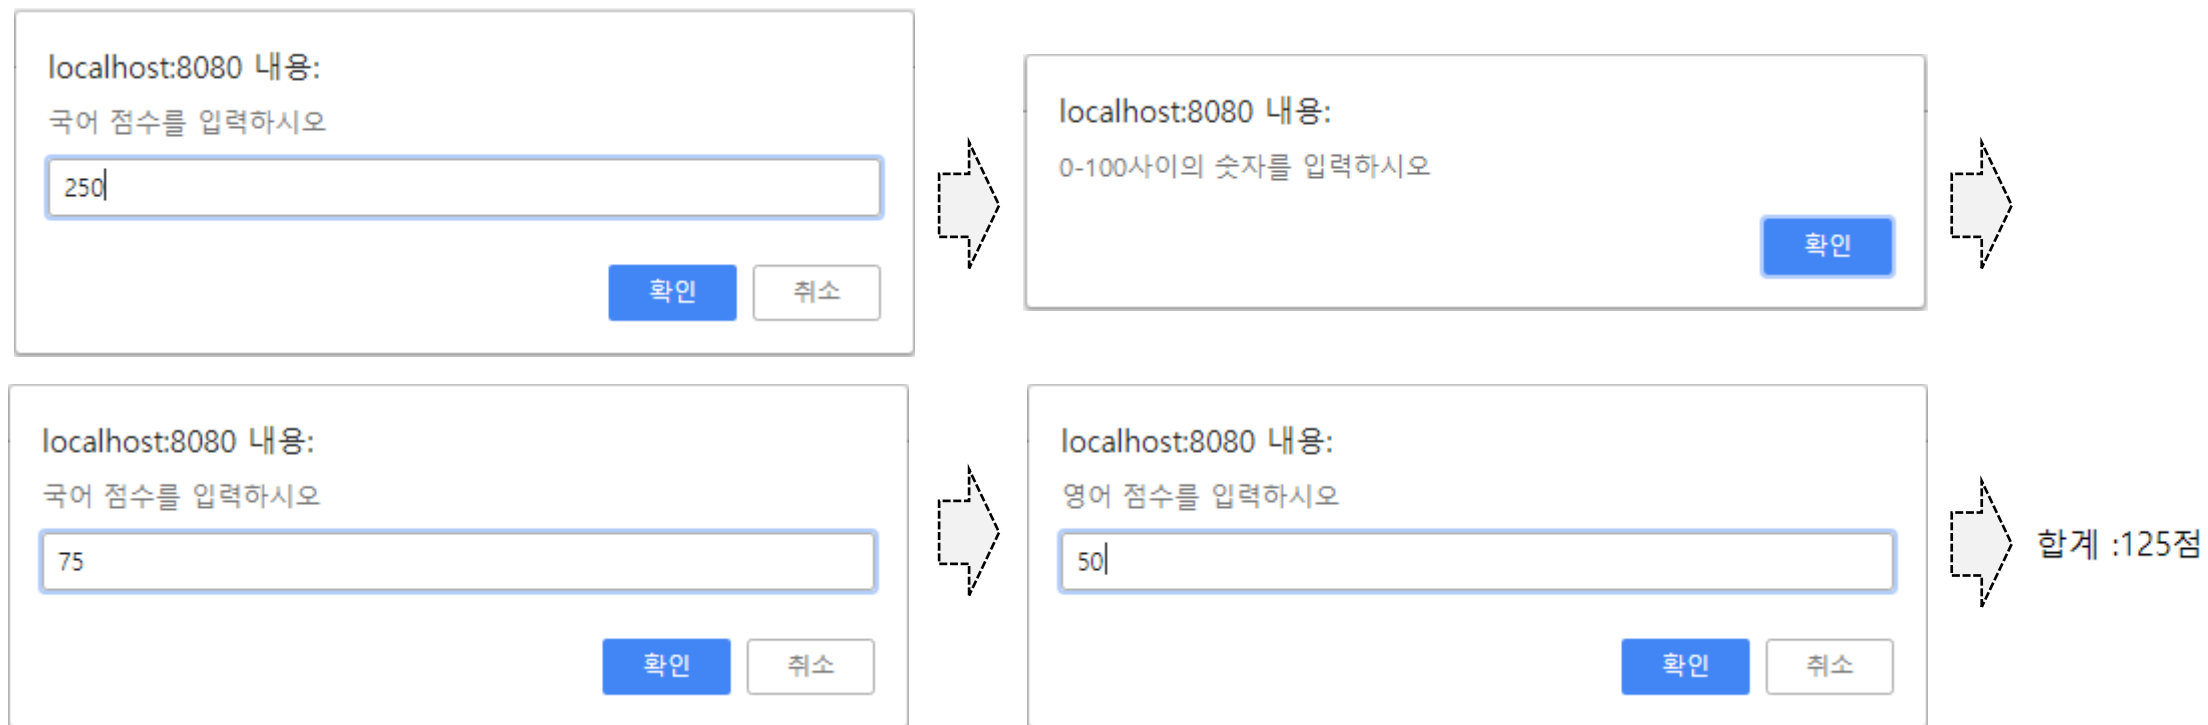 localhost:8080 내용:
국어 점수를 입력하시오
250
확인 취소
localhost:8080 내용:
0-100사이의 숫자를 입력하시오
확인
localhost:8080 내용:
국어 점수를 입력하시오
75
확인 취소
localhost:8080 내용:
영어 점수를 입력하시오
50
확인 취소
합계 :125점